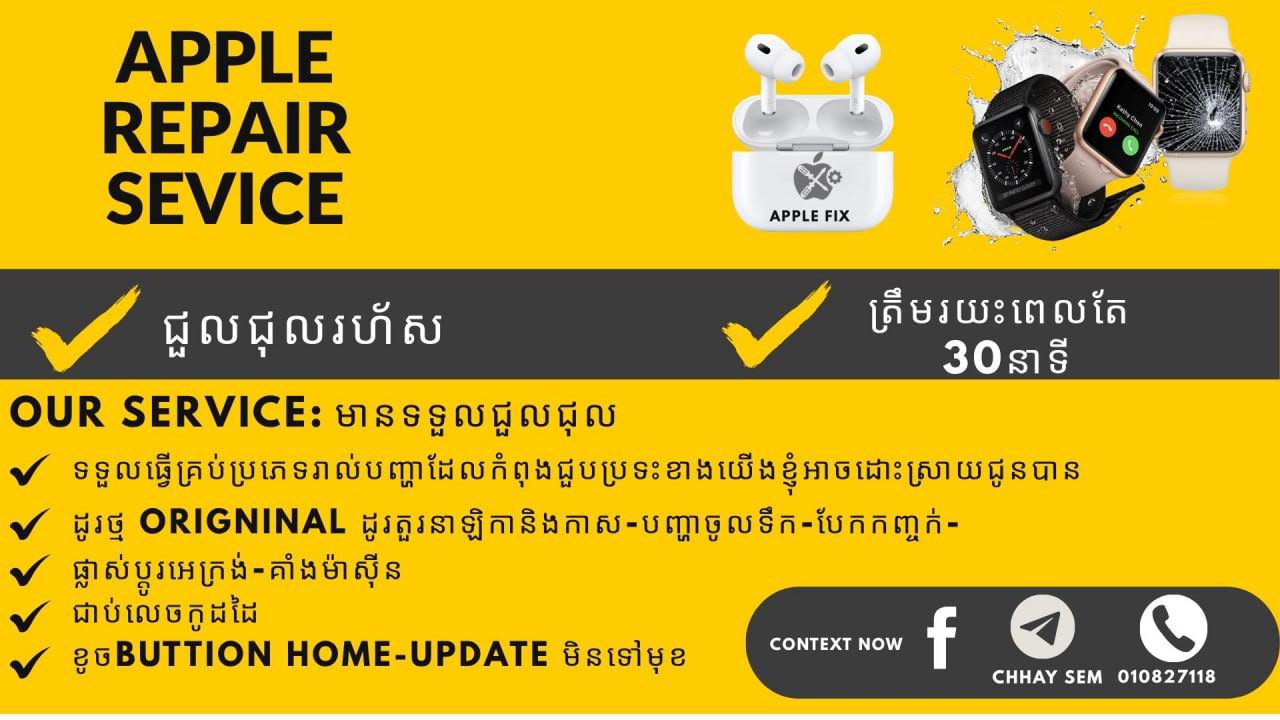 APPLE
REPAIR
SEVICE
APPLE FIX
ជួលជុលរហ័ស
ត្រឹមរយះពេលតែ
30នាទី
OUR SERVICE: មានទទួលជួលជុល
ទទួលធ្វើគ្រប់ប្រភេទរាល់បញ្ហាដែលកំពុងជួបប្រទះខាងយើងខ្ញុំអាចដោះស្រាយជូនបាន
ដូរថ្ម ORIGNINAL ដូរតួរនាឡិកានិងកាស-បញ្ហាចូលទឹក-បែកកញ្ចក់-
ផ្លាស់ប្តូរអេក្រង់-គាំងម៉ាស៊ីន
ជាប់លេចកូដដៃ
ខូចBUTTION HOME-UPDATE មិនទៅមុខ
CONTEXT NOW
CHHAY SEM 010827118